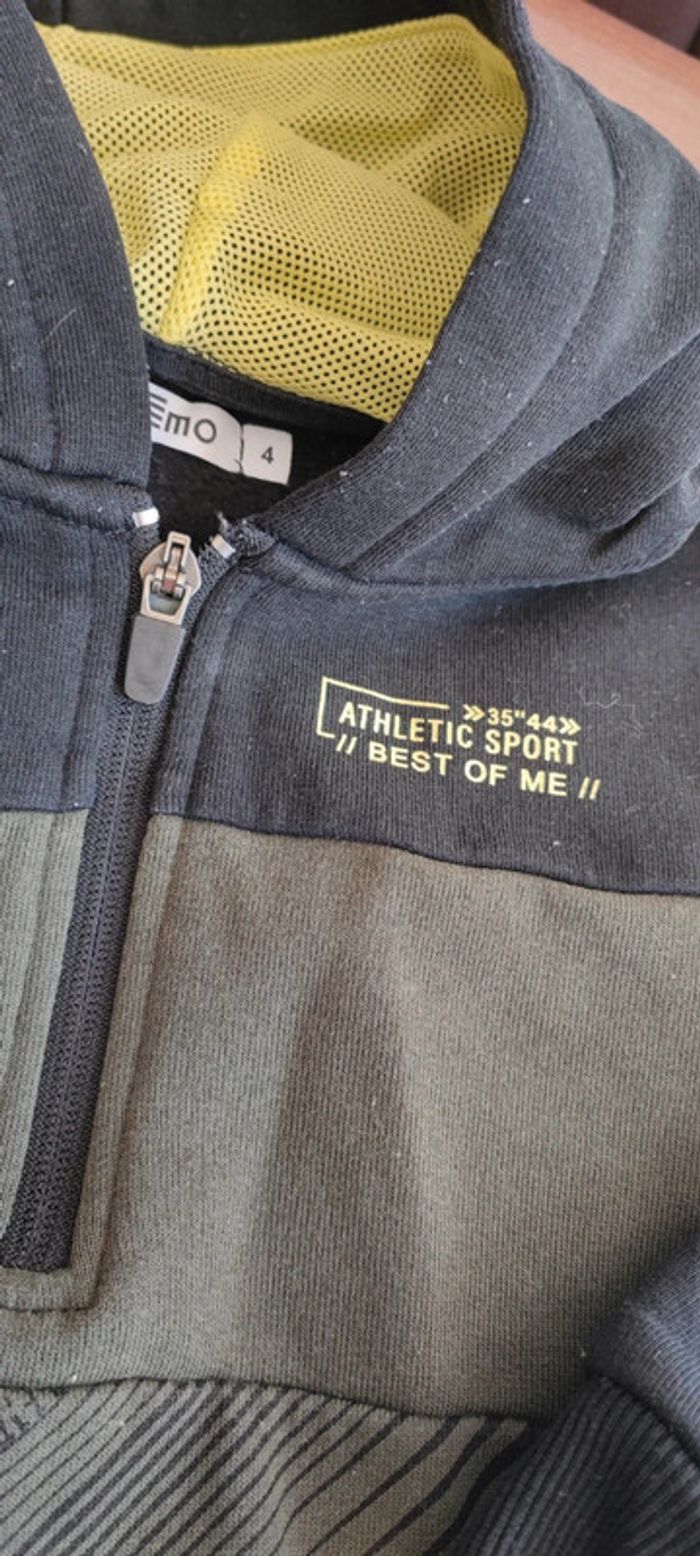 EmO
4
»35"44»
ATHLETIC SPORT
// BEST OF ME //